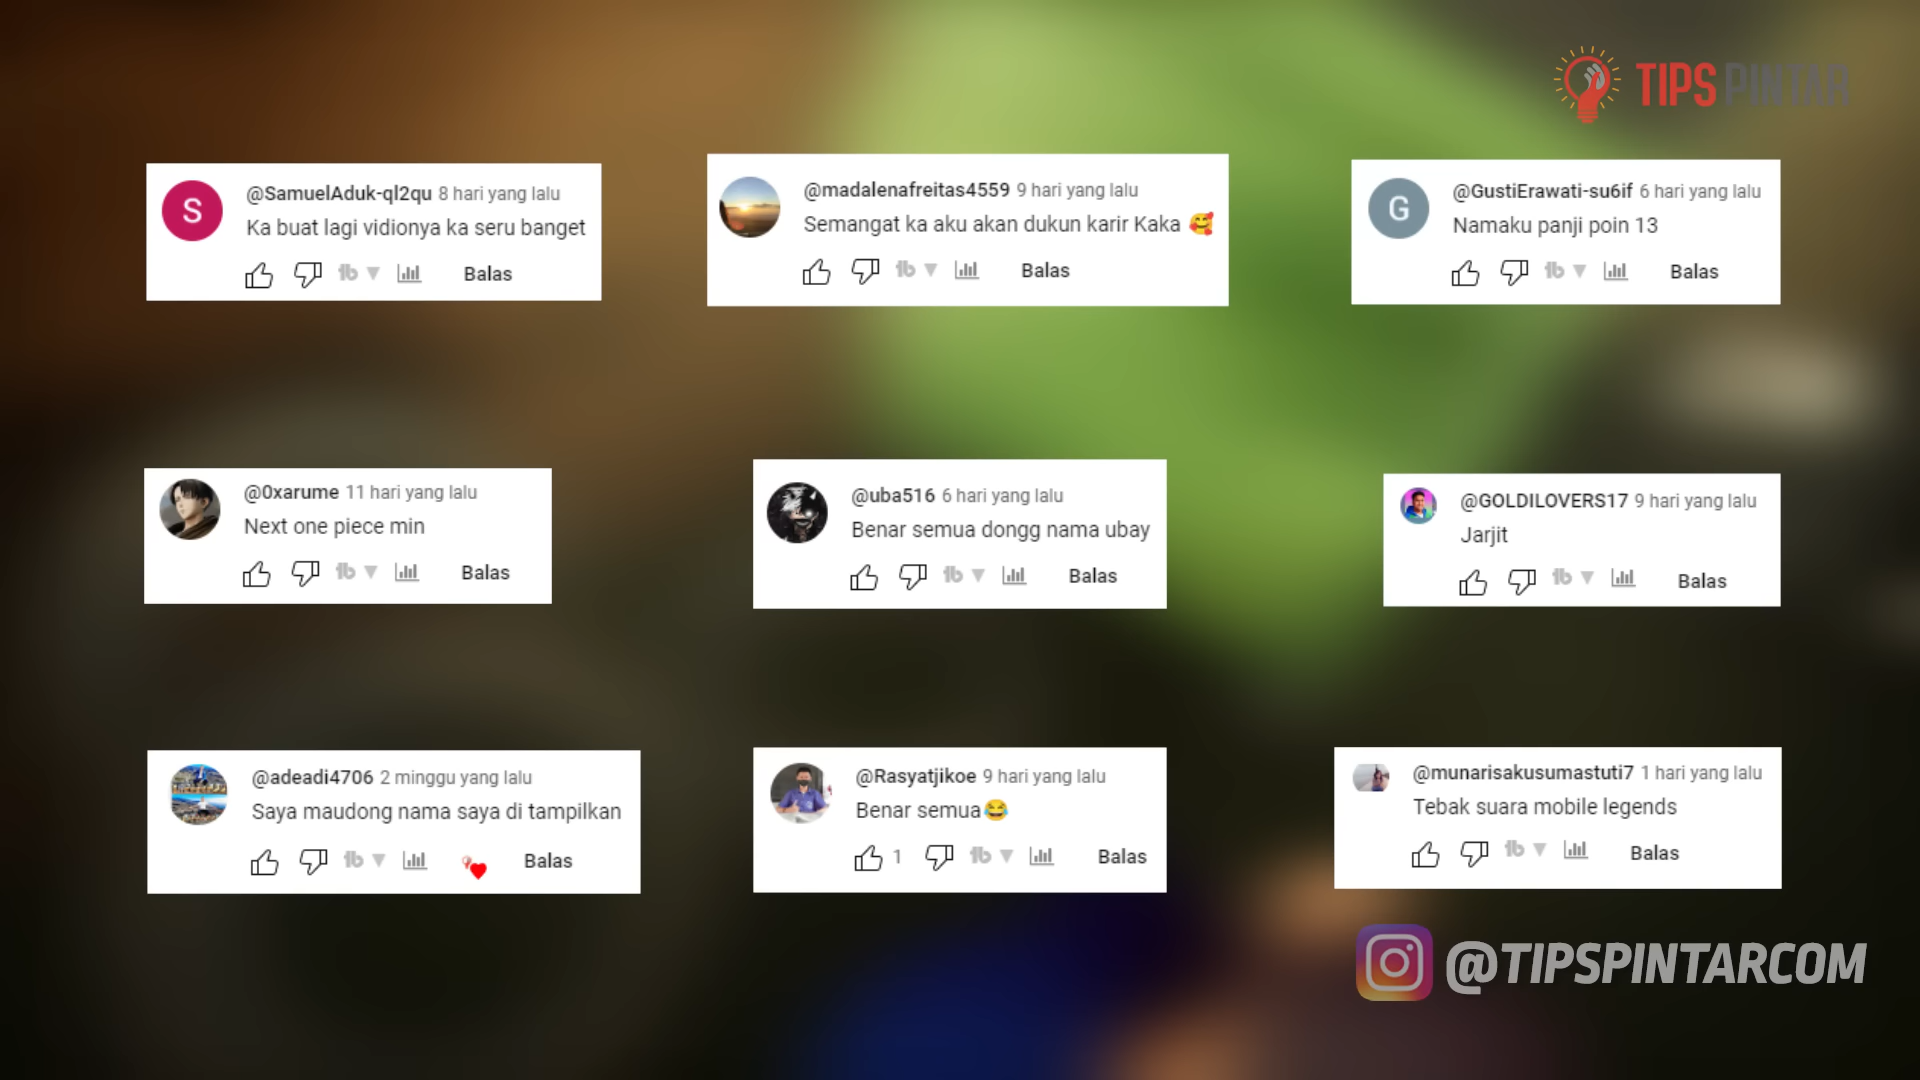 TIPS PINTAR
S
@SamuelAduk-ql2qu 8 hari yang lalu
Ka buat lagi vidionya ka seru banget
Balas
@madalenafreitas4559 9 hari yang lalu
Semangat ka aku akan dukun karir Kaka 🥰
Balas
G
@GustiErawati-su6if 6 hari yang lalu
Namaku panji poin 13
Balas
@0xarume 11 hari yang lalu
Next one piece min
Balas
@uba516 6 hari yang lalu
Benar semua dongg nama ubay
Balas
@GOLDILOVERS17 9 hari yang lalu
Jarjit
Balas
@adeadi4706 2 minggu yang lalu
Saya maudong nama saya di tampilkan
Balas
@Rasyatjikoe 9 hari yang lalu
Benar semua😂
1 Balas
@munarisakusumastuti7 1 hari yang lalu
Tebak suara mobile legends
Balas
@TIPSPINTARCOM